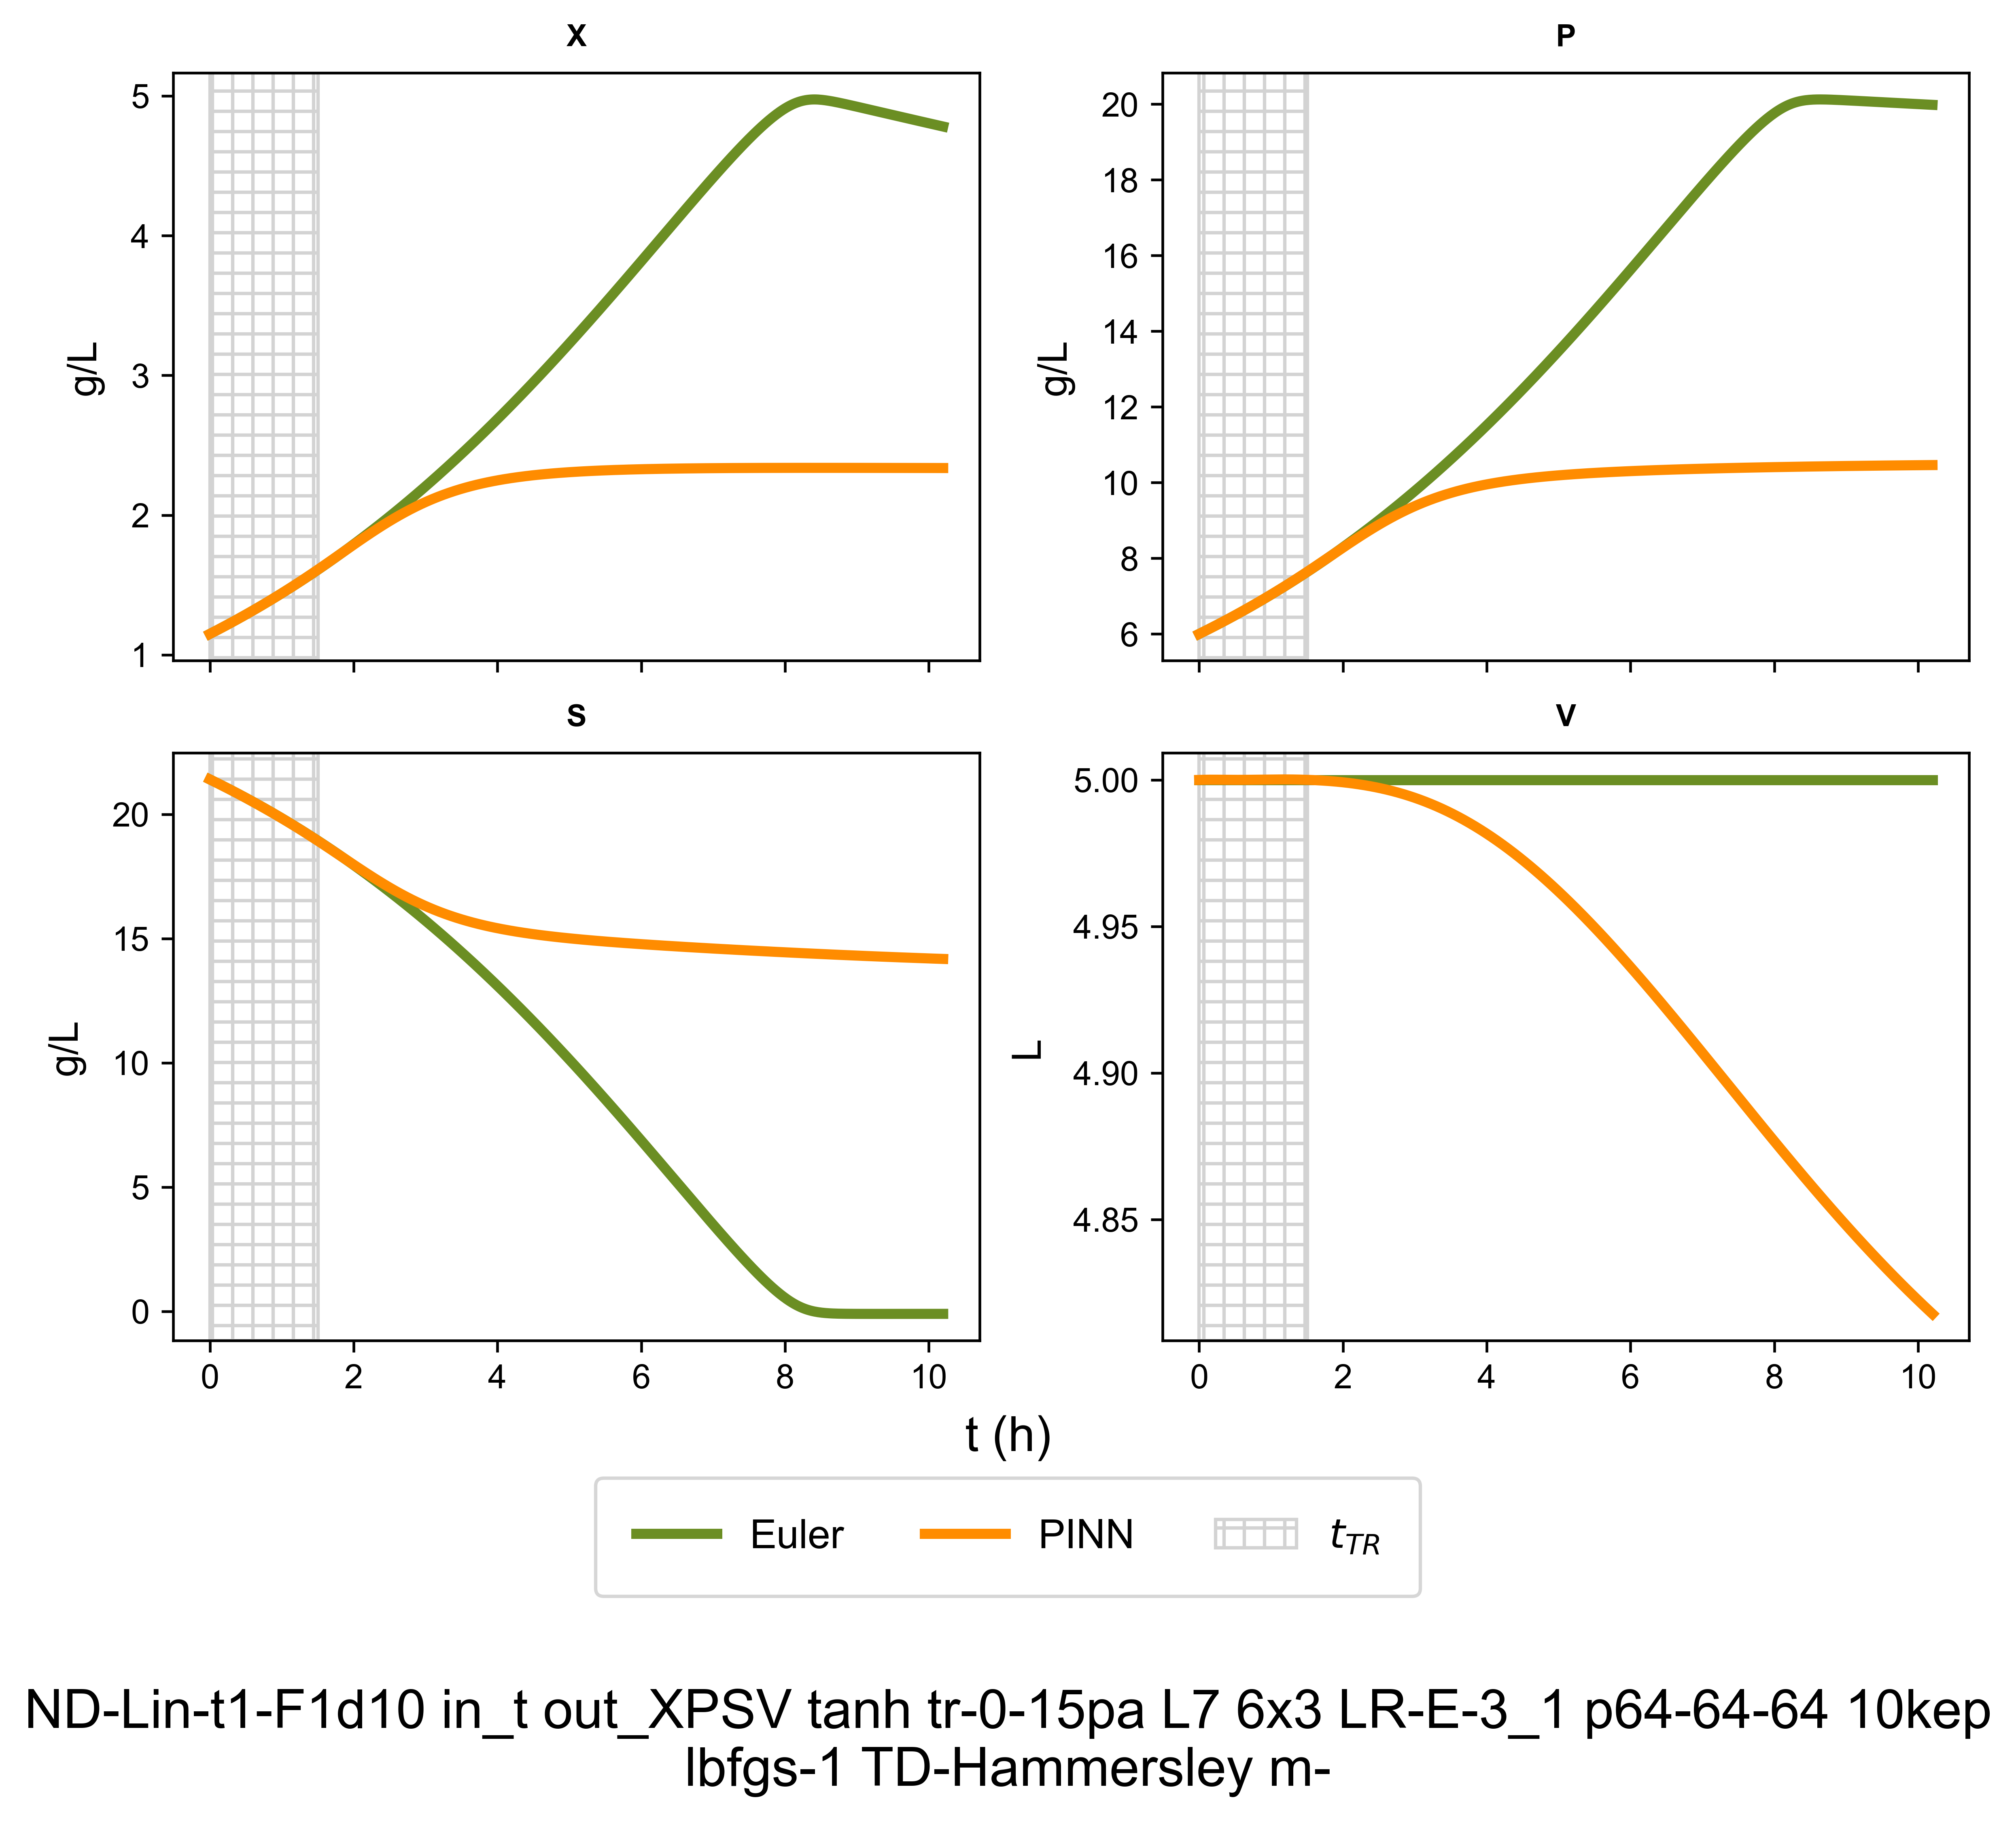 X
5
4
3
2
1
g/L
P
20
18
16
14
12
10
8
6
g/L
S
20
15
10
5
0
g/L
0 2 4 6 8 10
V
5.00
4.95
4.90
4.85
L
0 2 4 6 8 10
t (h)
Euler PINN t_TR
ND-Lin-t1-F1d10 in_t out_XPSV tanh tr-0-15pa L7 6x3 LR-E-3_1 p64-64-64 10kep
lbfgs-1 TD-Hammersley m-